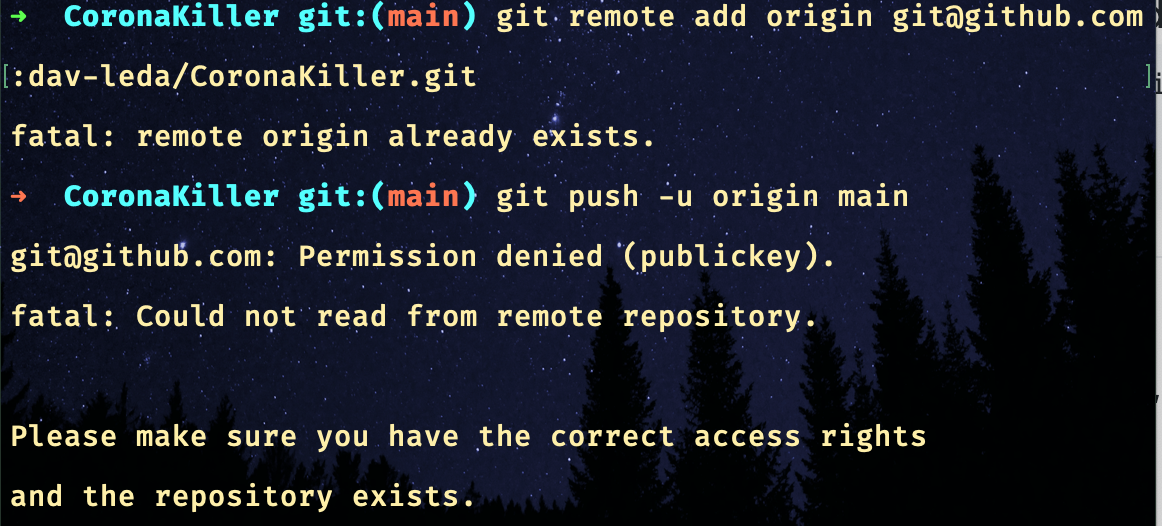 ➜ CoronaKiller git:(main) git remote add origin git@github.com
[:dav-leda/CoronaKiller.git ]
fatal: remote origin already exists.
➜ CoronaKiller git:(main) git push -u origin main
git@github.com: Permission denied (publickey).
fatal: Could not read from remote repository.
Please make sure you have the correct access rights
and the repository exists.